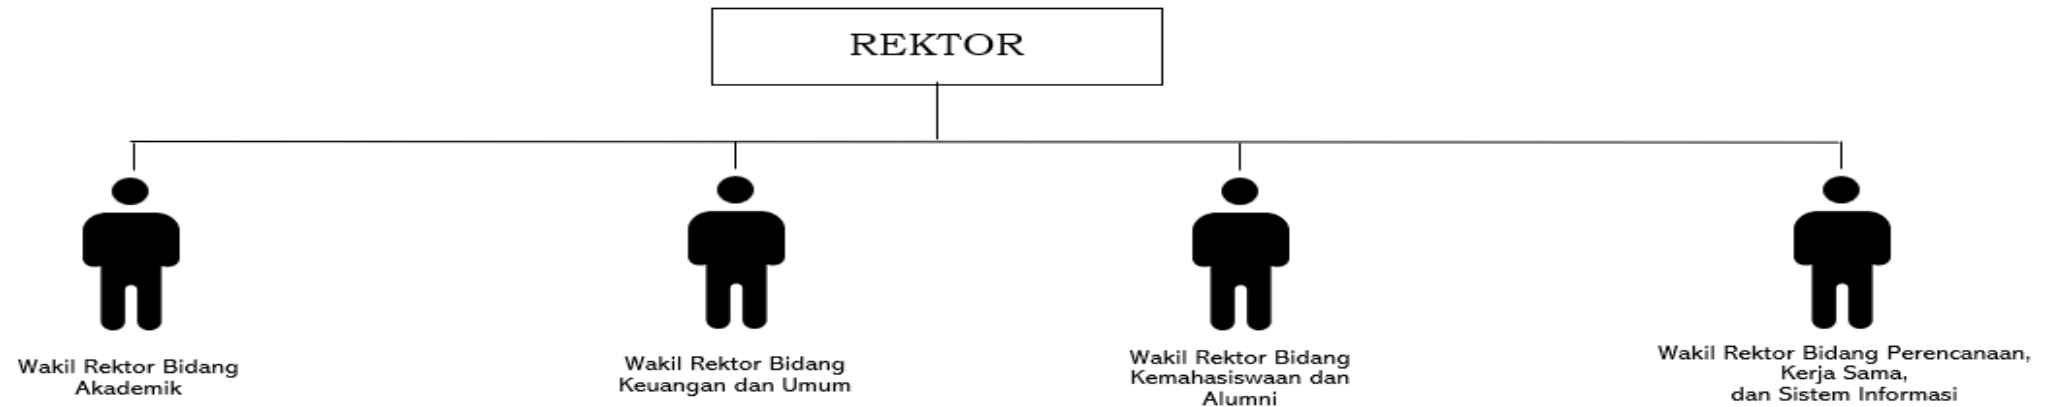 REKTOR
Wakil Rektor Bidang
Akademik
Wakil Rektor Bidang
Keuangan dan Umum
Wakil Rektor Bidang
Kemahasiswaan dan
Alumni
Wakil Rektor Bidang Perencanaan,
Kerja Sama,
dan Sistem Informasi